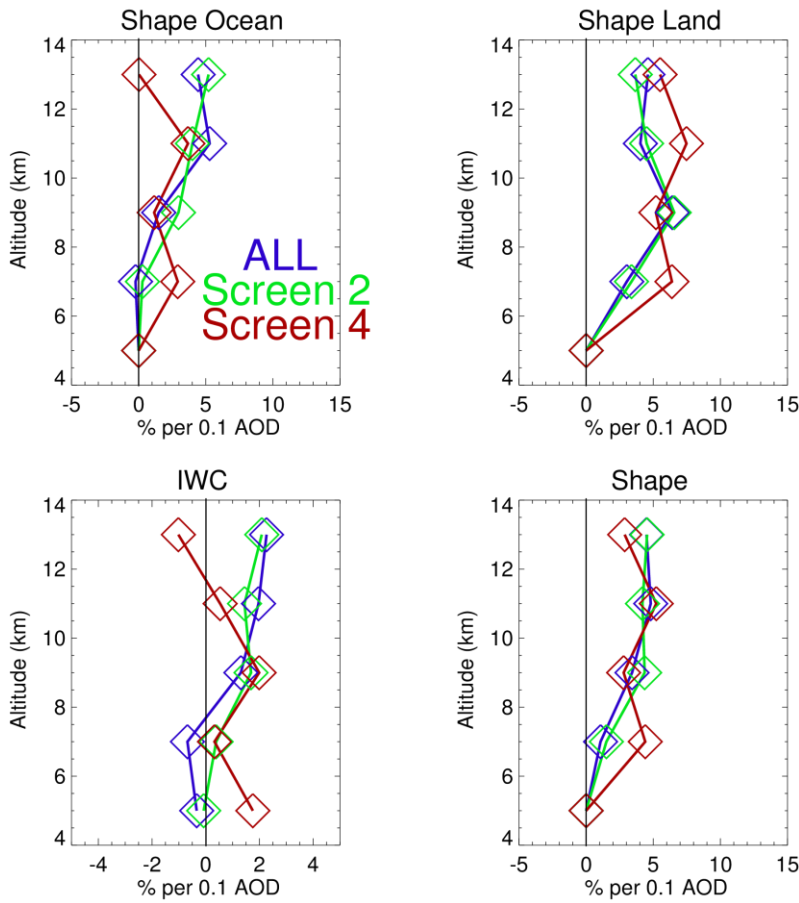 Shape Ocean
14
12
10
8
6
4
Altitude (km)
ALL
Screen 2
Screen 4
-5 0 5 10 15
% per 0.1 AOD
Shape Land
14
12
10
8
6
4
Altitude (km)
-5 0 5 10 15
% per 0.1 AOD
IWC
14
12
10
8
6
4
Altitude (km)
-4 -2 0 2 4
% per 0.1 AOD
Shape
14
12
10
8
6
4
Altitude (km)
-5 0 5 10 15
% per 0.1 AOD